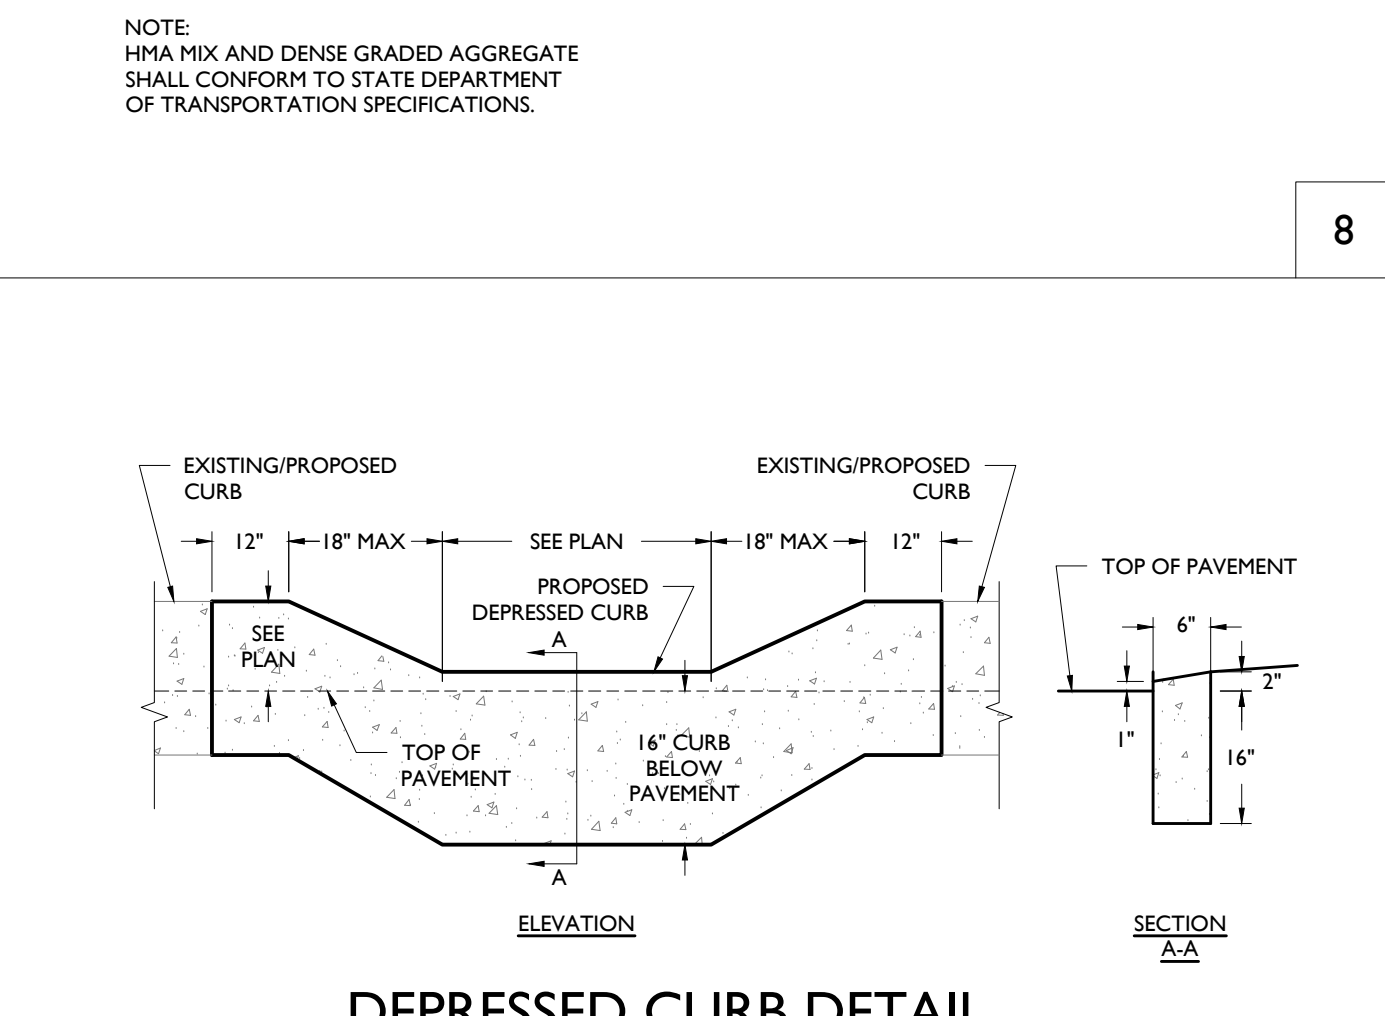 NOTE:
HMA MIX AND DENSE GRADED AGGREGATE
SHALL CONFORM TO STATE DEPARTMENT
OF TRANSPORTATION SPECIFICATIONS.
8
EXISTING/PROPOSED
CURB
EXISTING/PROPOSED
CURB
12"
18" MAX
SEE PLAN
18" MAX
12"
TOP OF PAVEMENT
PROPOSED
DEPRESSED CURB
A
SEE
PLAN
6"
2"
1"
16"
TOP OF
PAVEMENT
16" CURB
BELOW
PAVEMENT
A
ELEVATION
SECTION
A-A
DEPRESSED CURB DETAIL